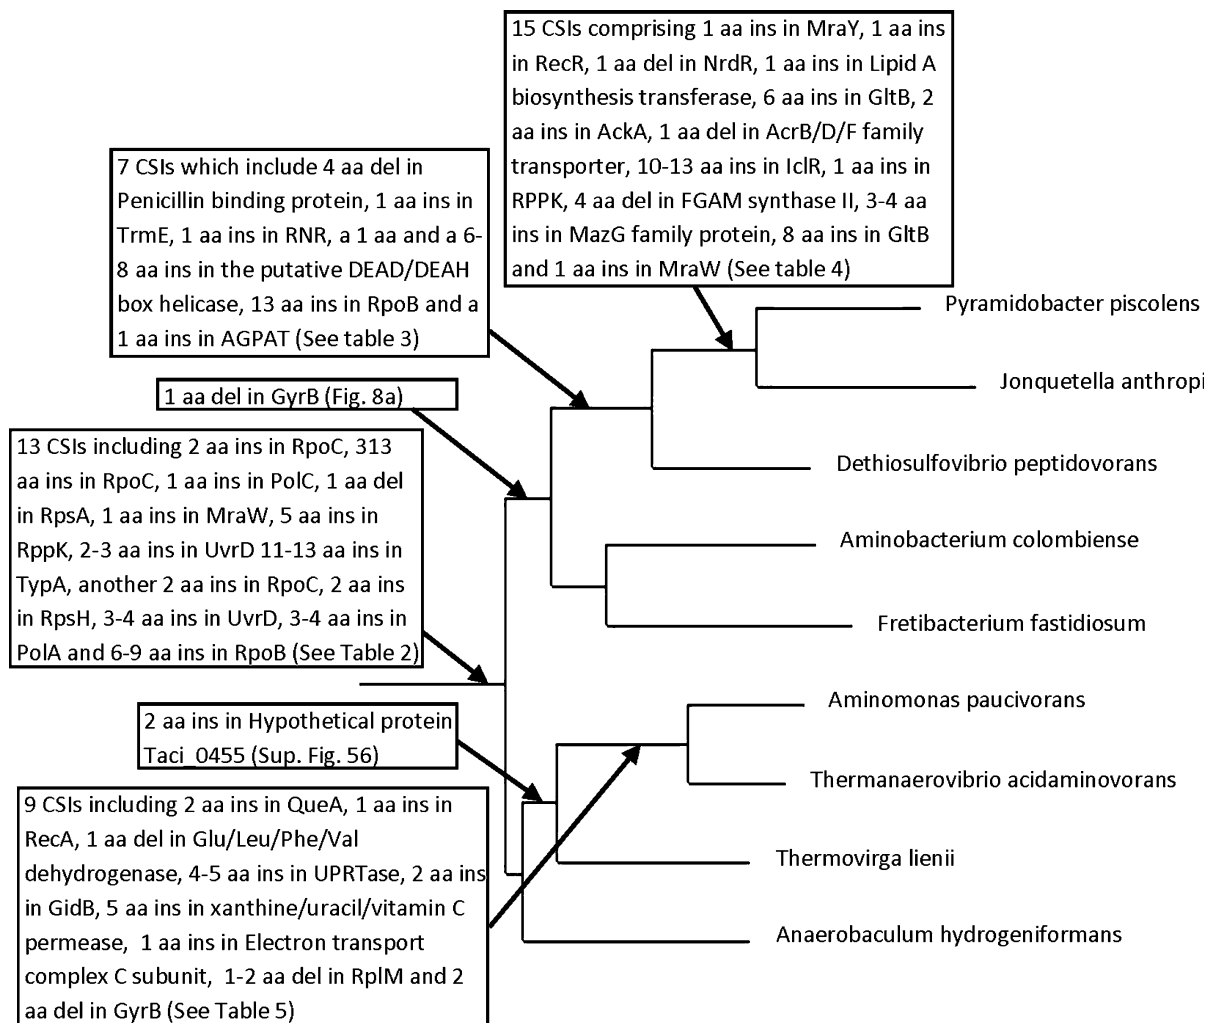 15 CSIs comprising 1 aa ins in MraY, 1 aa ins
in RecR, 1 aa del in NrdR, 1 aa ins in Lipid A
biosynthesis transferase, 6 aa ins in GltB, 2
aa ins in AckA, 1 aa del in AcrB/D/F family
transporter, 10-13 aa ins in IclR, 1 aa ins in
RPPK, 4 aa del in FGAM synthase II, 3-4 aa
ins in MazG family protein, 8 aa ins in GltB
and 1 aa ins in MraW (See table 4)
7 CSIs which include 4 aa del in
Penicillin binding protein, 1 aa ins in
TrmE, 1 aa ins in RNR, a 1 aa and a 6-
8 aa ins in the putative DEAD/DEAH
box helicase, 13 aa ins in RpoB and a
1 aa ins in AGPAT (See table 3)
1 aa del in GyrB (Fig. 8a)
13 CSIs including 2 aa ins in RpoC, 313
aa ins in RpoC, 1 aa ins in PolC, 1 aa del
in RpsA, 1 aa ins in MraW, 5 aa ins in
RppK, 2-3 aa ins in UvrD 11-13 aa ins in
TypA, another 2 aa ins in RpoC, 2 aa ins
in RpsH, 3-4 aa ins in UvrD, 3-4 aa ins in
PolA and 6-9 aa ins in RpoB (See Table 2)
2 aa ins in Hypothetical protein
Taci_0455 (Sup. Fig. 56)
9 CSIs including 2 aa ins in QueA, 1 aa ins in
RecA, 1 aa del in Glu/Leu/Phe/Val
dehydrogenase, 4-5 aa ins in UPRTase, 2 aa ins
in GidB, 5 aa ins in xanthine/uracil/vitamin C
permease, 1 aa ins in Electron transport
complex C subunit, 1-2 aa del in RplM and 2
aa del in GyrB (See Table 5)
Pyramidobacter piscolens
Jonquetella anthropi
Dethiosulfovibrio peptidovorans
Aminobacterium colombiense
Fretibacterium fastidiosum
Aminomonas paucivorans
Thermanaerovibrio acidaminovorans
Thermovirga lienii
Anaerobaculum hydrogeniformans